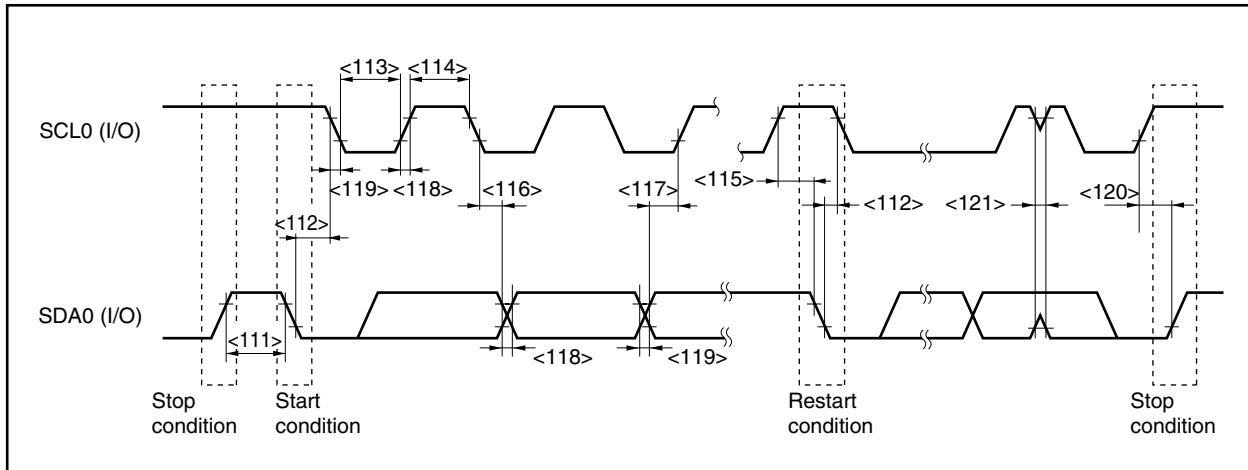 <113> <114>
SCL0 (I/O)
<119> <118> <116> <117> <115>
<112> <112> <121> <120>
SDA0 (I/O)
<111> <118> <119>
Stop condition
Start condition
Restart condition
Stop condition